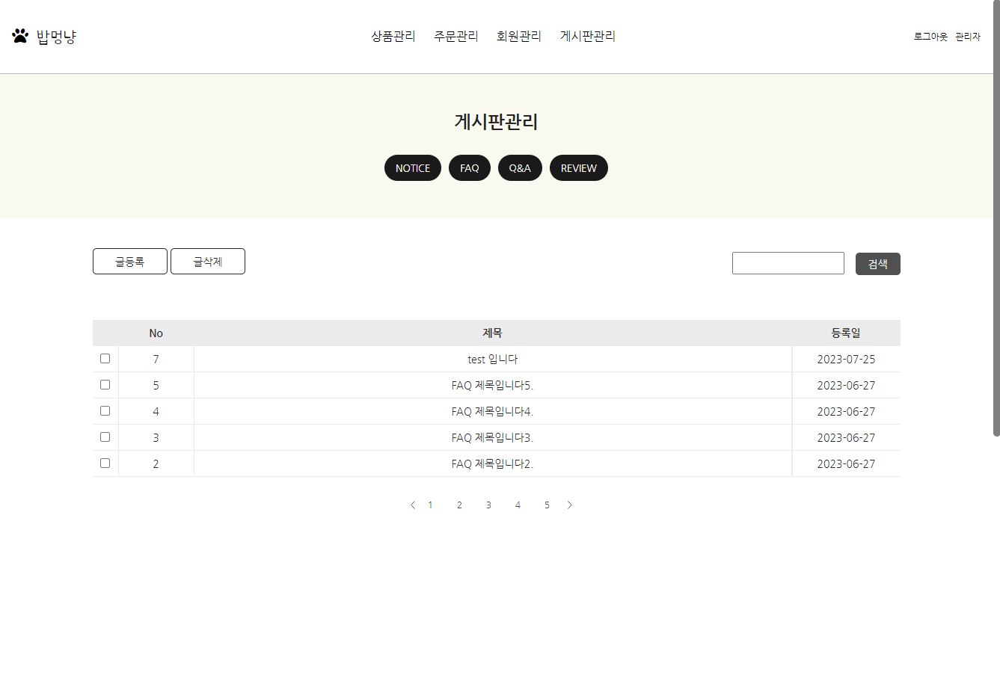 밥멍냥 상품관리 주문관리 회원관리 게시판관리 로그아웃 관리자
게시판관리
NOTICE FAQ Q&A REVIEW
글등록 글삭제 검색
No 제목 등록일
7 test 입니다 2023-07-25
5 FAQ 제목입니다5. 2023-06-27
4 FAQ 제목입니다4. 2023-06-27
3 FAQ 제목입니다3. 2023-06-27
2 FAQ 제목입니다2. 2023-06-27
< 1 2 3 4 5 >